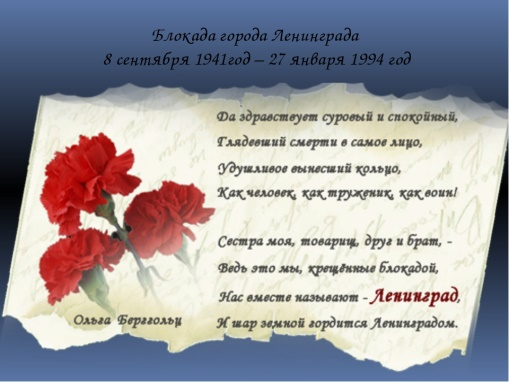 Блокада города Ленинграда
8 сентября 1941год – 27 января 1994 год
Да здравствует суровый и спокойный,
Глядевший смерти в самое лицо,
Удушливое вынесший кольцо,
Как человек, как труженик, как воин!
Сестра моя, товарищ, друг и брат, -
Ведь это мы, крещённые блокадой,
Нас вместе называют - Ленинград,
И шар земной гордится Ленинградом.
Ольга Берггольц